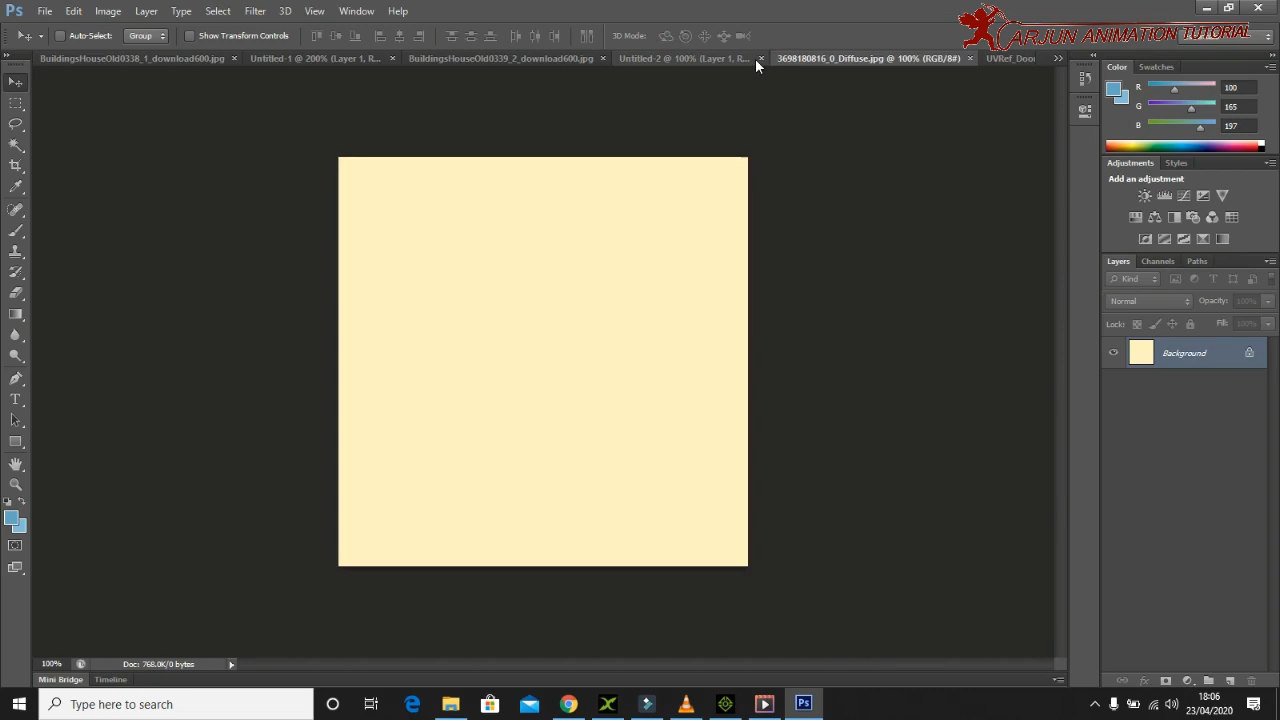 Ps File Edit Image Layer Type Select Filter 3D View Window Help
ARJUN ANIMATION TUTORIAL
Auto-Select: Group Show Transform Controls 3D Mode:
BuildingsHouseOld0338_1_download600.jpg Untitled-1 @ 200% (Layer 1, R... BuildingsHouseOld0339_2_download600.jpg Untitled-2 @ 100% (Layer 1, R... 3698180816_0_Diffuse.jpg @ 100% (RGB/8#) UVRef_Door
Color Swatches
R 100
G 165
B 197
Adjustments Styles
Add an adjustment
Layers Channels Paths
Kind
Normal Opacity: 100%
Lock: Fill: 100%
Background
100% Doc: 768.0K/0 bytes
Mini Bridge Timeline
Type here to search
18:06
23/04/2020